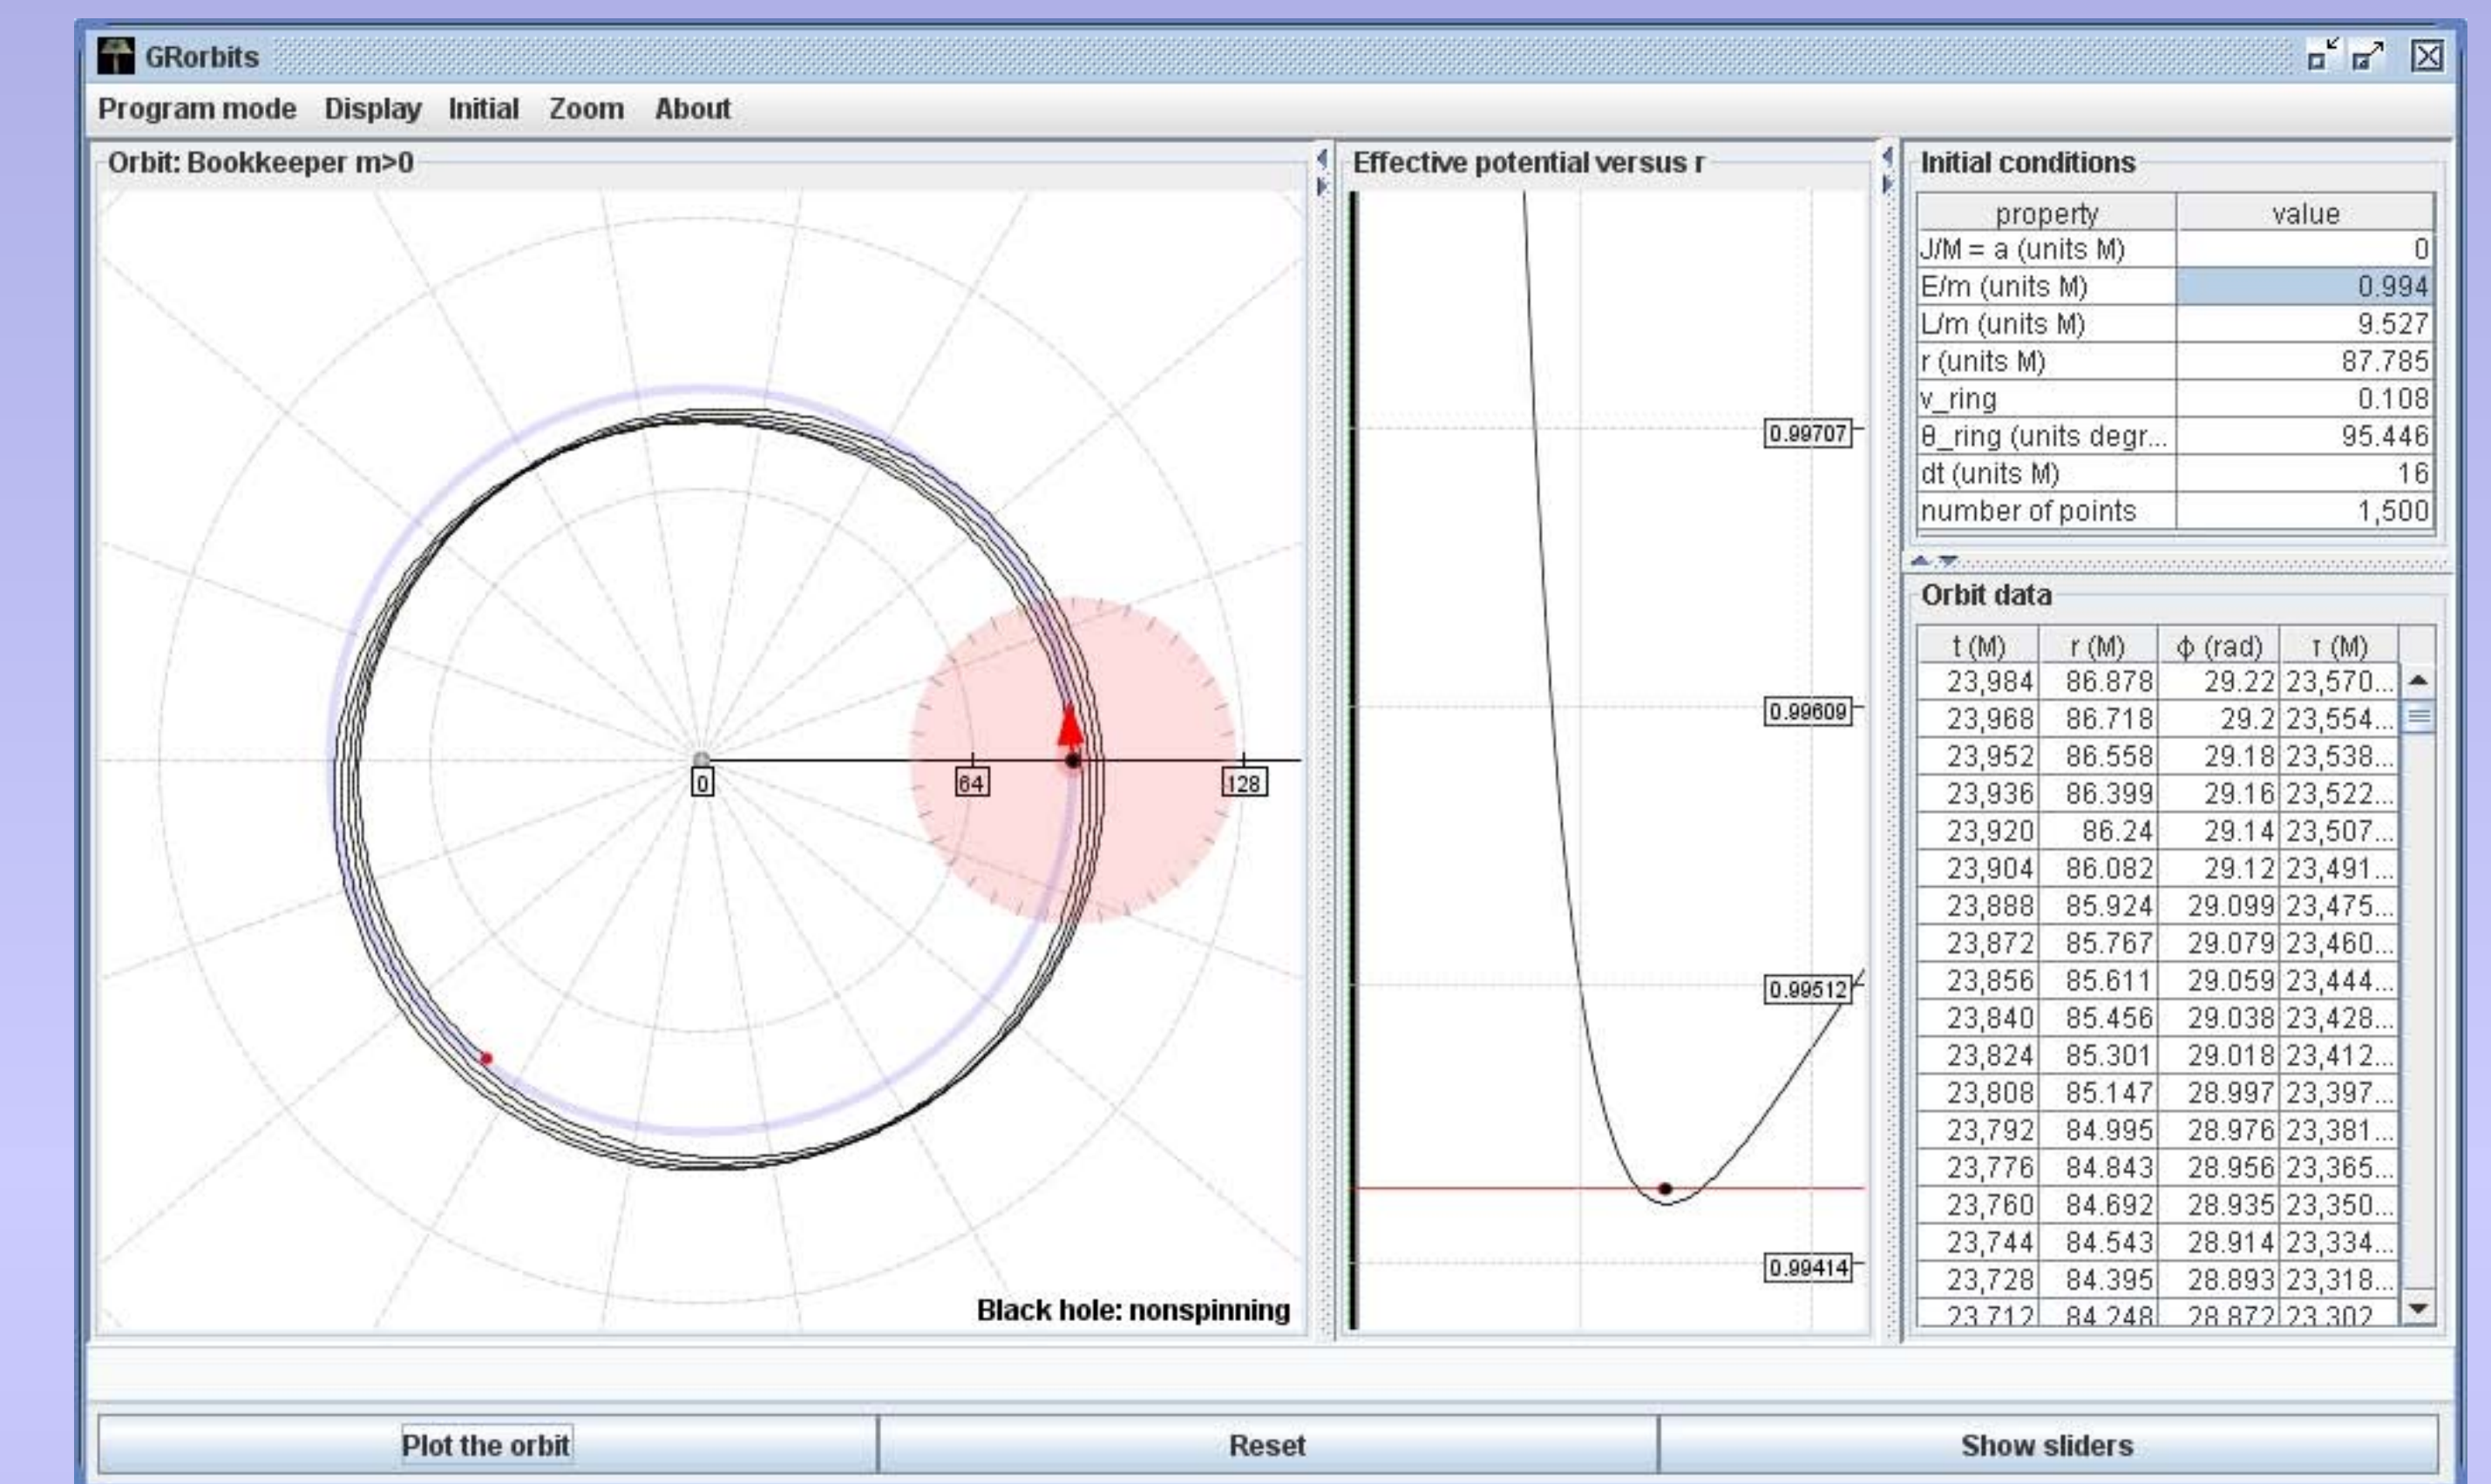 GRorbits
Program mode Display Initial Zoom About
Orbit: Bookkeeper m>0
0
64
128
Black hole: nonspinning
Effective potential versus r
0.99707
0.99609
0.99512
0.99414
Initial conditions
property value
J/M = a (units M) 0
E/m (units M) 0.994
L/m (units M) 9.527
r (units M) 87.785
v_ring 0.108
θ_ring (units degr... 95.446
dt (units M) 16
number of points 1,500
Orbit data
t (M) r (M) ϕ (rad) τ (M)
23,984 86.878 29.22 23,570...
23,968 86.718 29.2 23,554...
23,952 86.558 29.18 23,538...
23,936 86.399 29.16 23,522...
23,920 86.24 29.14 23,507...
23,904 86.082 29.12 23,491...
23,888 85.924 29.099 23,475...
23,872 85.767 29.079 23,460...
23,856 85.611 29.059 23,444...
23,840 85.456 29.038 23,428...
23,824 85.301 29.018 23,412...
23,808 85.147 28.997 23,397...
23,792 84.995 28.976 23,381...
23,776 84.843 28.956 23,365...
23,760 84.692 28.935 23,350...
23,744 84.543 28.914 23,334...
23,728 84.395 28.893 23,318...
23,712 84.248 28.872 23,302
Plot the orbit Reset Show sliders